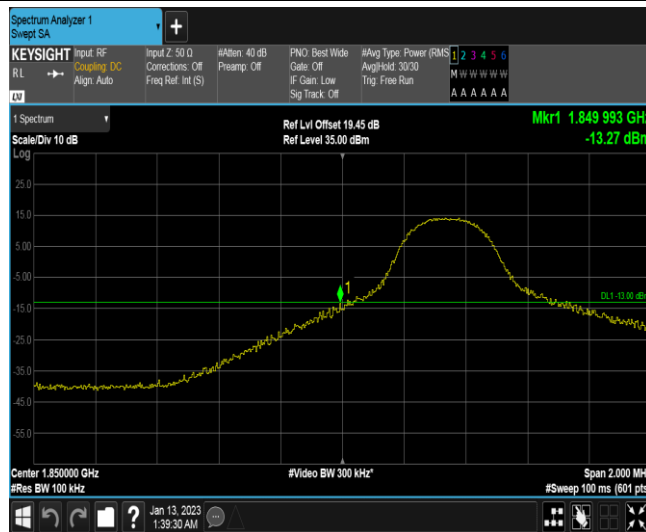 Spectrum Analyzer 1
Swept SA
+
KEYSIGHT
RL
LXI
Input: RF
Coupling: DC
Align: Auto
Input Z: 50 Ω
Corrections: Off
Freq Ref: Int (S)
#Atten: 40 dB
Preamp: Off
PNO: Best Wide
Gate: Off
IF Gain: Low
Sig Track: Off
#Avg Type: Power (RMS
Avg|Hold: 30/30
Trig: Free Run
1 2 3 4 5 6
M W W W W W
A A A A A A
1 Spectrum
Scale/Div 10 dB
Log
Ref Lvl Offset 19.45 dB
Ref Level 35.00 dBm
Mkr1 1.849 993 GHz
-13.27 dBm
25.0
15.0
5.00
-5.00
-15.0
-25.0
-35.0
-45.0
-55.0
1
DL1 -13.00 dBm
Center 1.850000 GHz
#Res BW 100 kHz
#Video BW 300 kHz*
Span 2.000 MH
#Sweep 100 ms (601 pts
?
Jan 13, 2023
1:39:30 AM